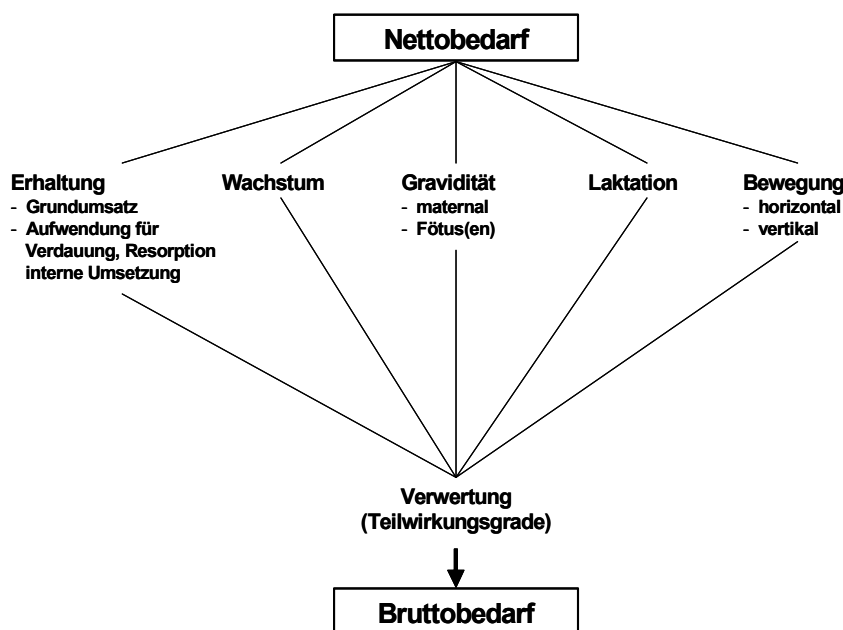 Nettobedarf
Erhaltung
- Grundumsatz
- Aufwendung für
Verdauung, Resorption
interne Umsetzung
Wachstum
Gravidität
- maternal
- Fötus(en)
Laktation
Bewegung
- horizontal
- vertikal
Verwertung
(Teilwirkungsgrade)
Bruttobedarf